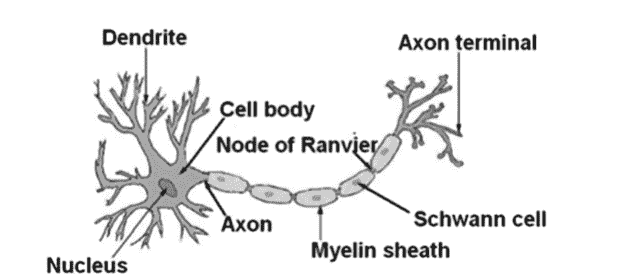 Dendrite
Axon terminal
Cell body
Node of Ranvier
Axon
Schwann cell
Myelin sheath
Nucleus